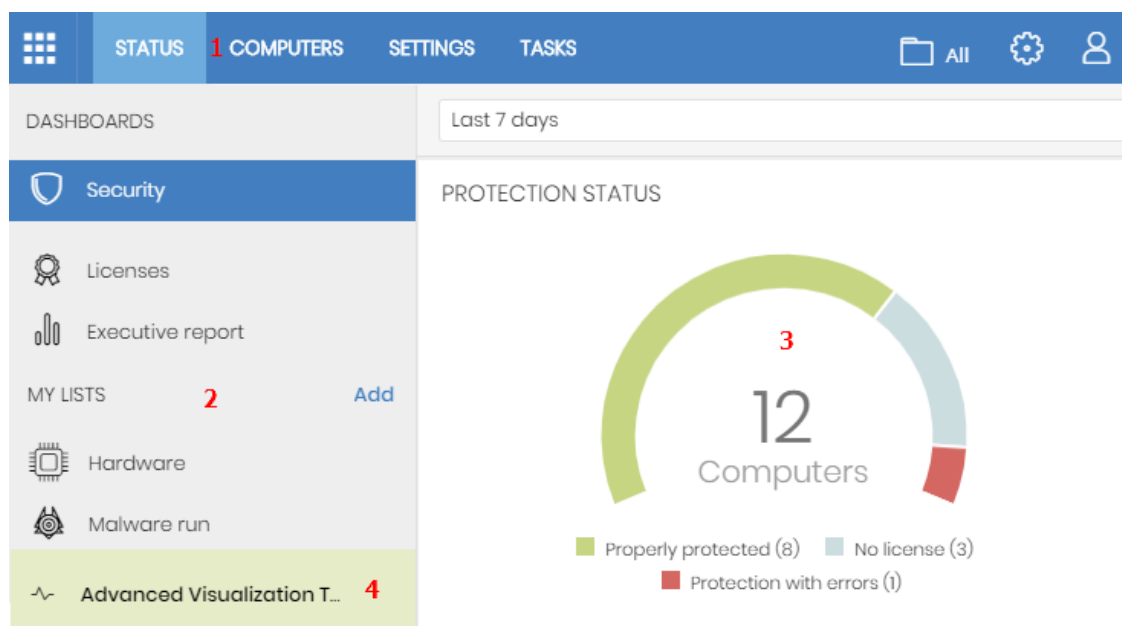 STATUS 1 COMPUTERS SETTINGS TASKS All
DASHBOARDS
Last 7 days
Security
PROTECTION STATUS
Licenses
Executive report
3
MY LISTS 2 Add
12
Computers
Hardware
Malware run
Properly protected (8) No license (3)
Protection with errors (1)
Advanced Visualization T... 4